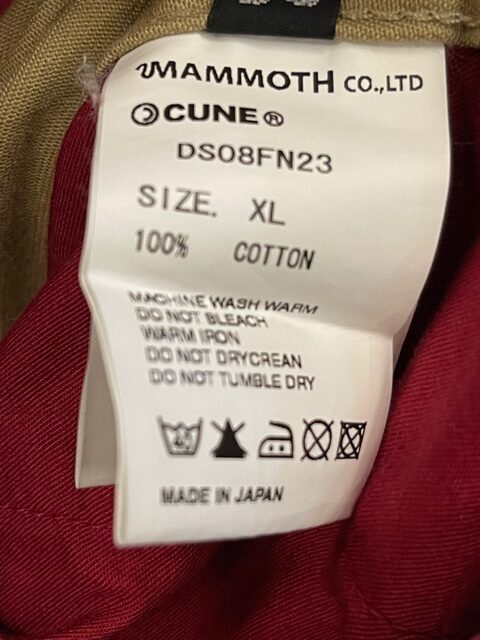 MAMMOTH CO.,LTD
CUNE®
DS08FN23
SIZE. XL
100% COTTON
MACHINE WASH WARM
DO NOT BLEACH
WARM IRON
DO NOT DRYCREAN
DO NOT TUMBLE DRY
40
MADE IN JAPAN